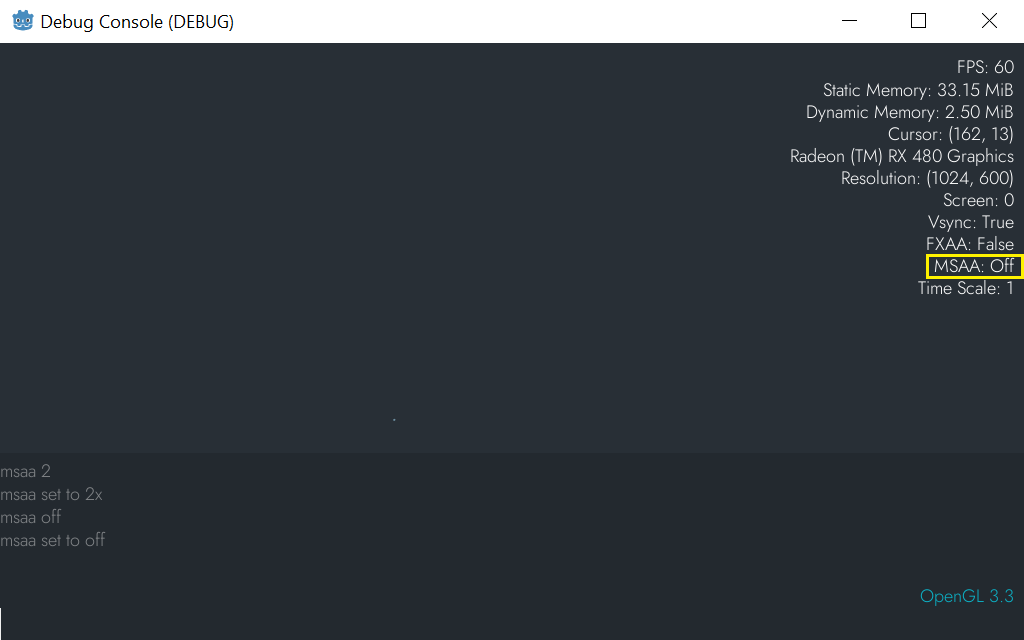 Debug Console (DEBUG)
FPS: 60
Static Memory: 33.15 MiB
Dynamic Memory: 2.50 MiB
Cursor: (162, 13)
Radeon (TM) RX 480 Graphics
Resolution: (1024, 600)
Screen: 0
Vsync: True
FXAA: False
MSAA: Off
Time Scale: 1
msaa 2
msaa set to 2x
msaa off
msaa set to off
OpenGL 3.3